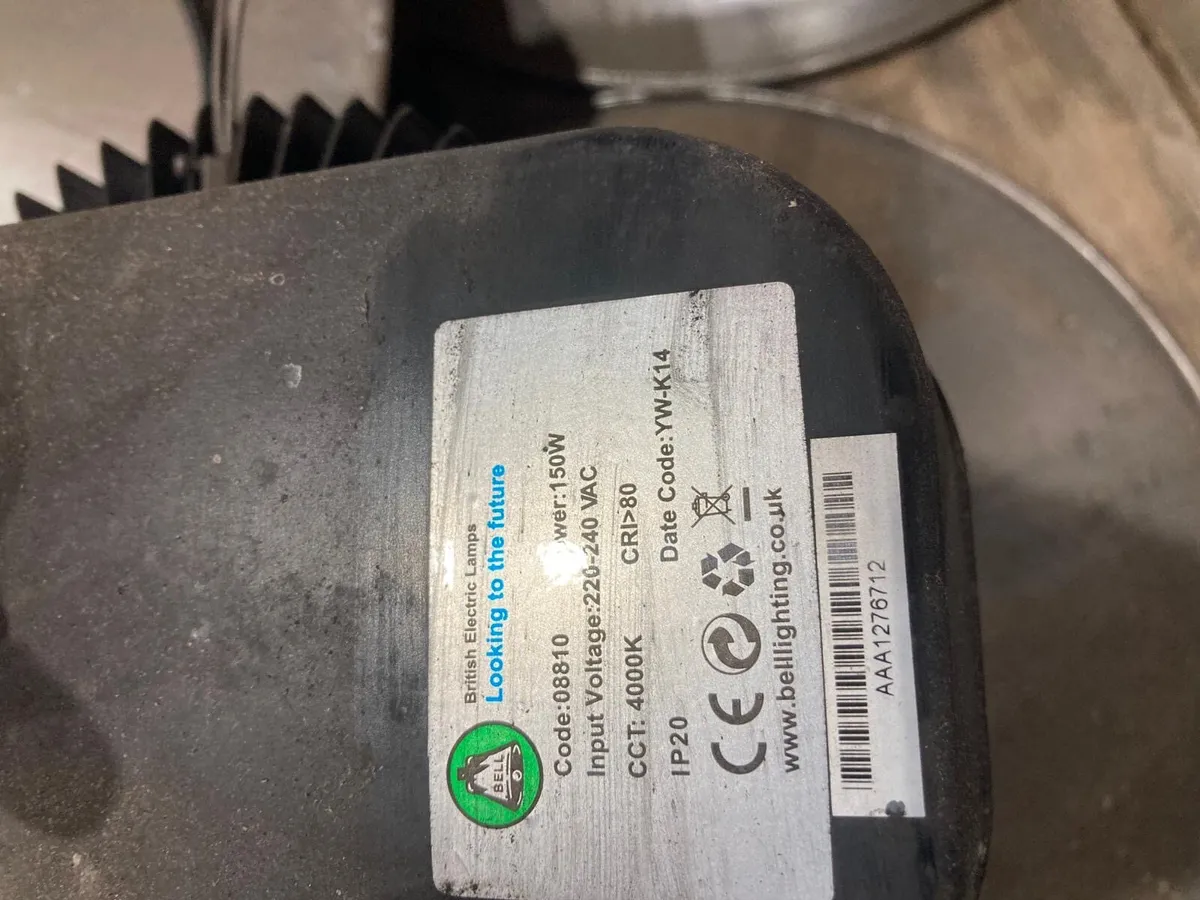 BELL
British Electric Lamps
Looking to the future
Code:08810 wer:150W
Input Voltage:220-240 VAC
CCT: 4000K CRI>80
IP20 Date Code:YW-K14
CE
www.belllighting.co.uk
AAA1276712